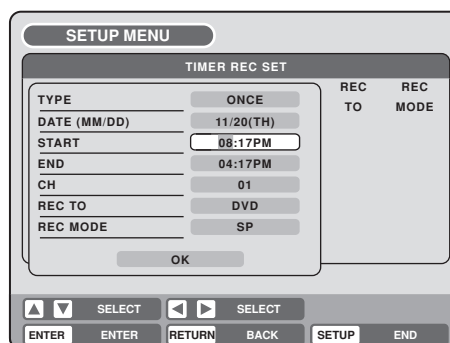 SETUP MENU
TIMER REC SET
REC TO
REC MODE
TYPE ONCE
DATE (MM/DD) 11/20(TH)
START 08:17PM
END 04:17PM
CH 01
REC TO DVD
REC MODE SP
OK
SELECT SELECT
ENTER ENTER RETURN BACK SETUP END